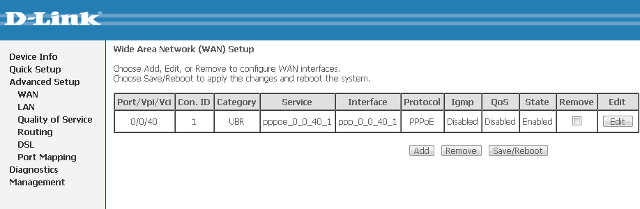 D-Link
Wide Area Network (WAN) Setup
Device Info
Quick Setup
Advanced Setup
WAN
LAN
Quality of Service
Routing
DSL
Port Mapping
Diagnostics
Management
Choose Add, Edit, or Remove to configure WAN interfaces.
Choose Save/Reboot to apply the changes and reboot the system.
Port/Vpi/Vci Con. ID Category Service Interface Protocol Igmp QoS State Remove Edit
0/0/40 1 UBR pppoe_0_0_40_1 ppp_0_0_40_1 PPPoE Disabled Disabled Enabled Edit
Add Remove Save/Reboot